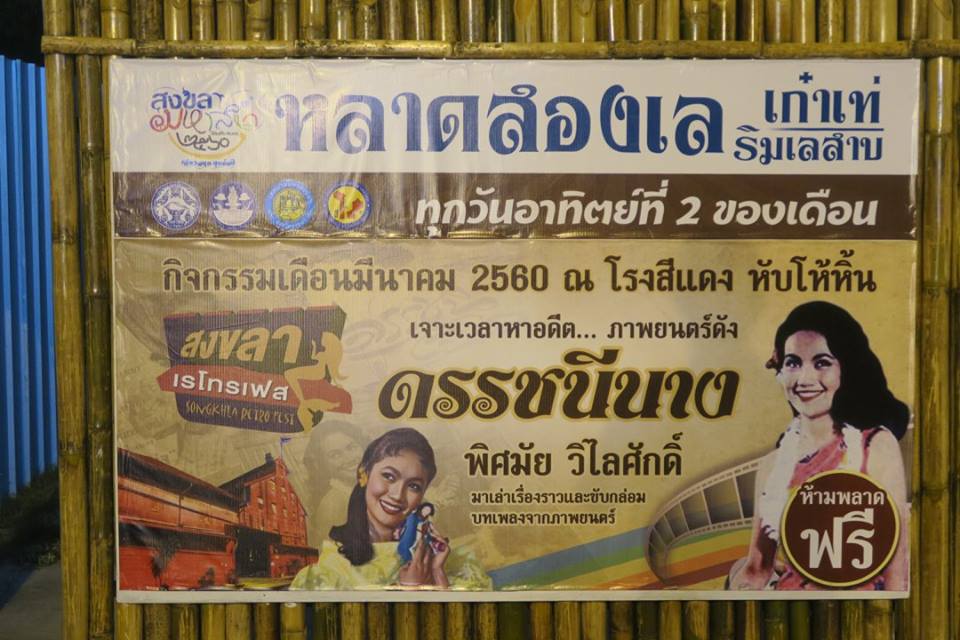 สงขลา
๒๕๖๐
หลาดสองเล
เก๋าเท่
ริมเลสาบ
ทุกวันอาทิตย์ที่ 2 ของเดือน
กิจกรรมเดือนมีนาคม 2560 ณ โรงสีแดง หับโห้หิ้น
สงขลา
เรโทรเฟส
SONGKHLA RETRO FEST
เจาะเวลาหาอดีต... ภาพยนตร์ดัง
ดรรชนีนาง
พิศมัย วิไลศักดิ์
มาเล่าเรื่องราวและขับกล่อม
บทเพลงจากภาพยนตร์
ห้ามพลาด
ฟรี